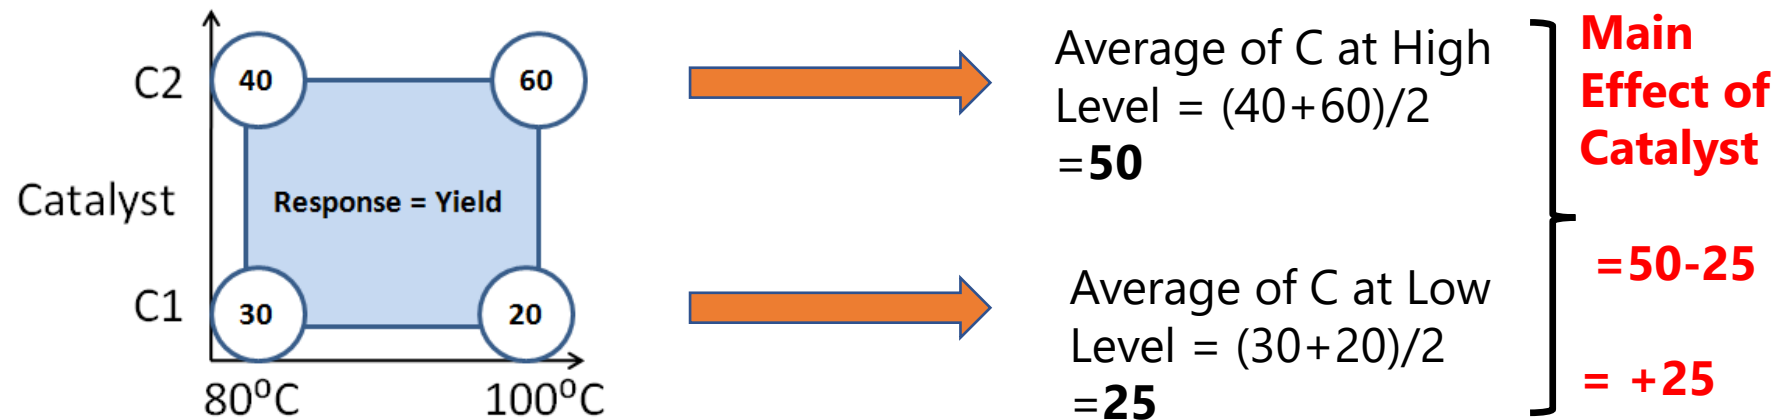 C2
40
60
Catalyst
Response = Yield
C1
30
20
80⁰C
100⁰C
Average of C at High
Level = (40+60)/2
=50
Average of C at Low
Level = (30+20)/2
=25
Main
Effect of
Catalyst
=50-25
= +25